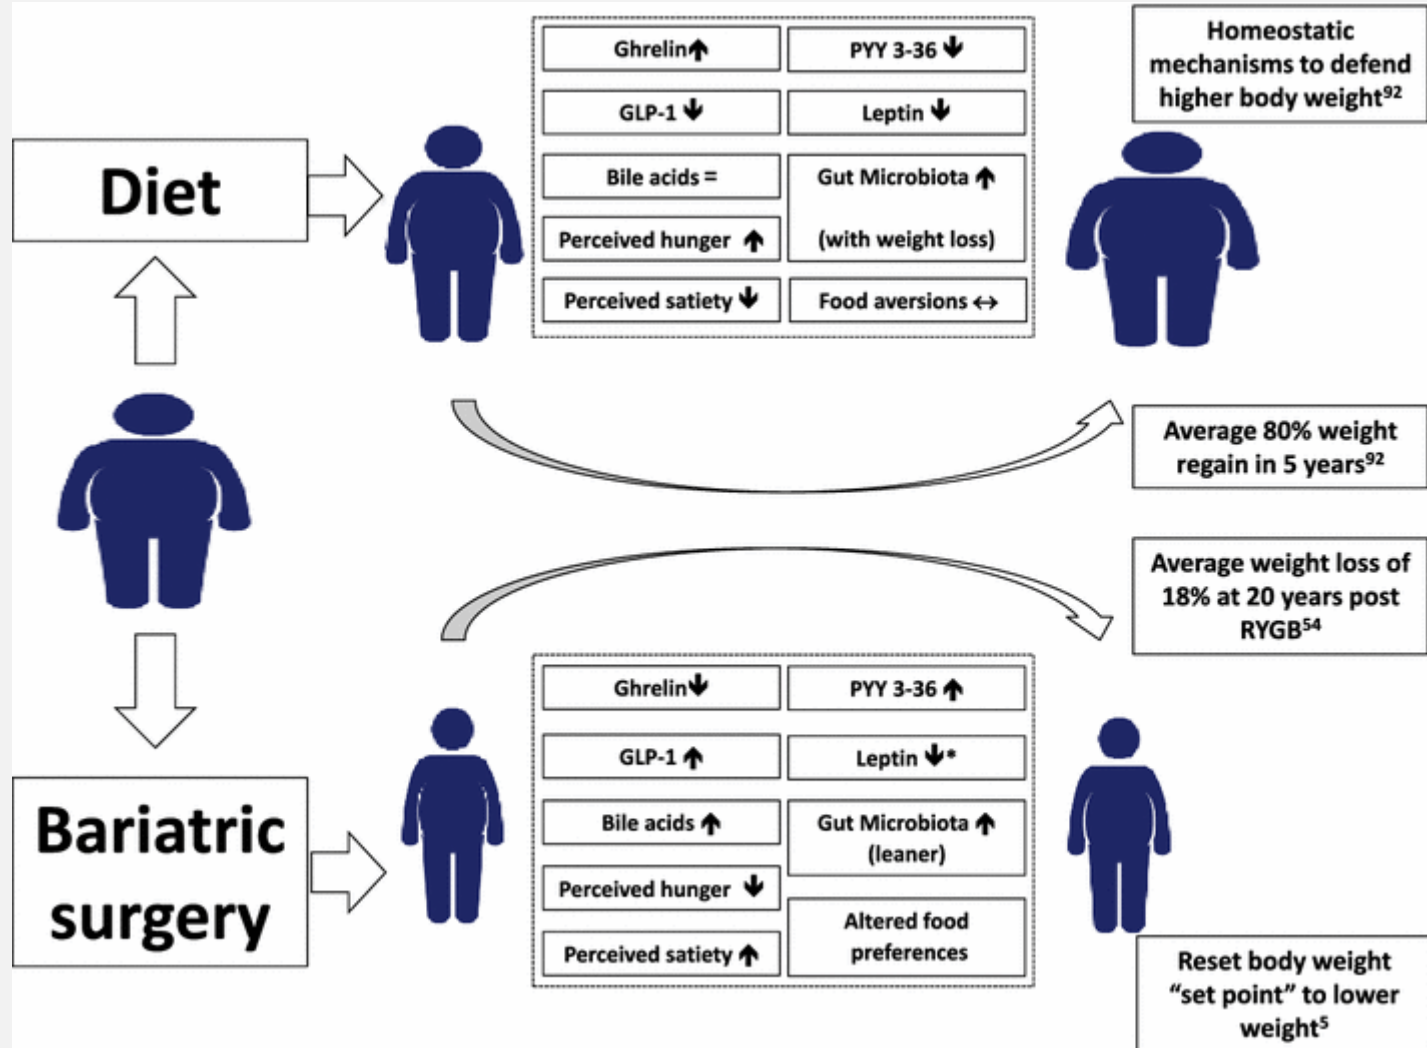 Diet
Ghrelin🡹
PYY 3-36 🡻
GLP-1 🡻
Leptin 🡻
Bile acids =
Gut Microbiota 🡹
(with weight loss)
Perceived hunger 🡹
Perceived satiety 🡻
Food aversions ↔
Homeostatic
mechanisms to defend
higher body weight⁹²
Average 80% weight
regain in 5 years⁹²
Average weight loss of
18% at 20 years post
RYGB⁵⁴
Bariatric
surgery
Ghrelin🡻
PYY 3-36 🡹
GLP-1 🡹
Leptin 🡻*
Bile acids 🡹
Gut Microbiota 🡹
(leaner)
Perceived hunger 🡻
Altered food
preferences
Perceived satiety 🡹
Reset body weight
“set point” to lower
weight⁵